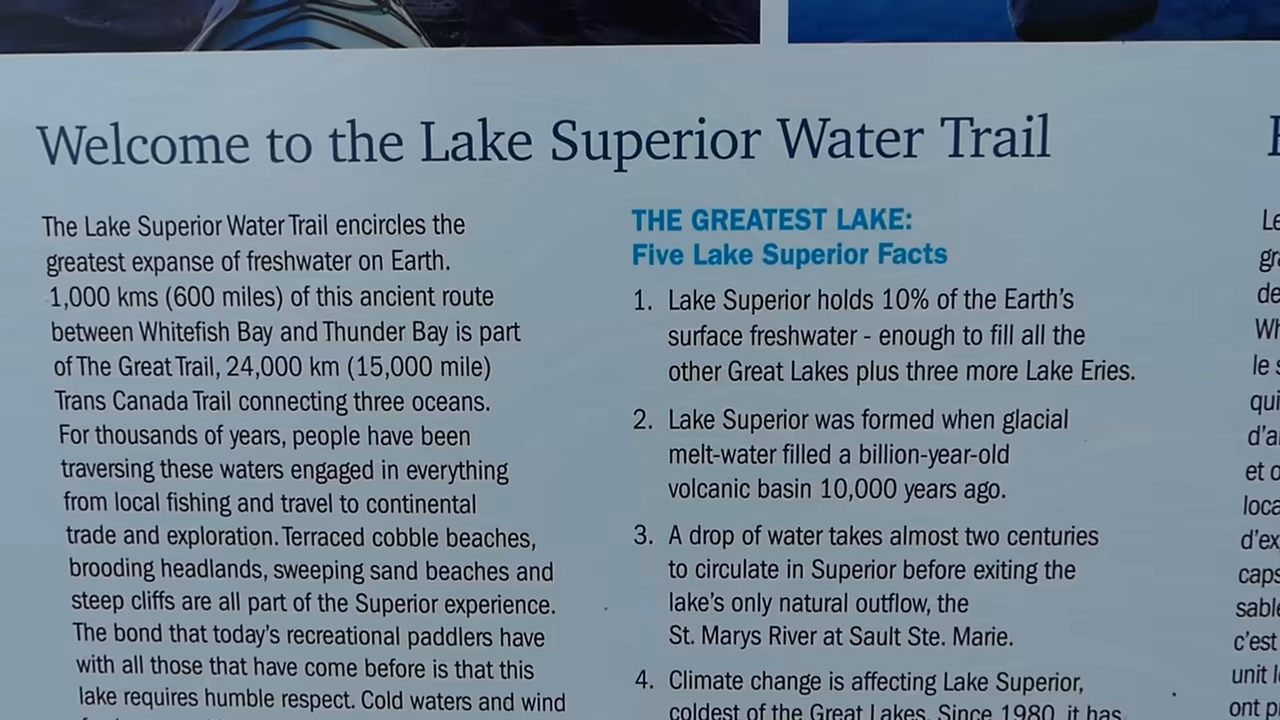 Welcome to the Lake Superior Water Trail
The Lake Superior Water Trail encircles the
greatest expanse of freshwater on Earth.
1,000 kms (600 miles) of this ancient route
between Whitefish Bay and Thunder Bay is part
of The Great Trail, 24,000 km (15,000 mile)
Trans Canada Trail connecting three oceans.
For thousands of years, people have been
traversing these waters engaged in everything
from local fishing and travel to continental
trade and exploration. Terraced cobble beaches,
brooding headlands, sweeping sand beaches and
steep cliffs are all part of the Superior experience.
The bond that today's recreational paddlers have
with all those that have come before is that this
lake requires humble respect. Cold waters and wind
THE GREATEST LAKE:
Five Lake Superior Facts
1. Lake Superior holds 10% of the Earth's
surface freshwater - enough to fill all the
other Great Lakes plus three more Lake Eries.
2. Lake Superior was formed when glacial
melt-water filled a billion-year-old
volcanic basin 10,000 years ago.
3. A drop of water takes almost two centuries
to circulate in Superior before exiting the
lake's only natural outflow, the
St. Marys River at Sault Ste. Marie.
4. Climate change is affecting Lake Superior,
coldest of the Great Lakes. Since 1980, it has
le
qui
et
c'est
unit
ont